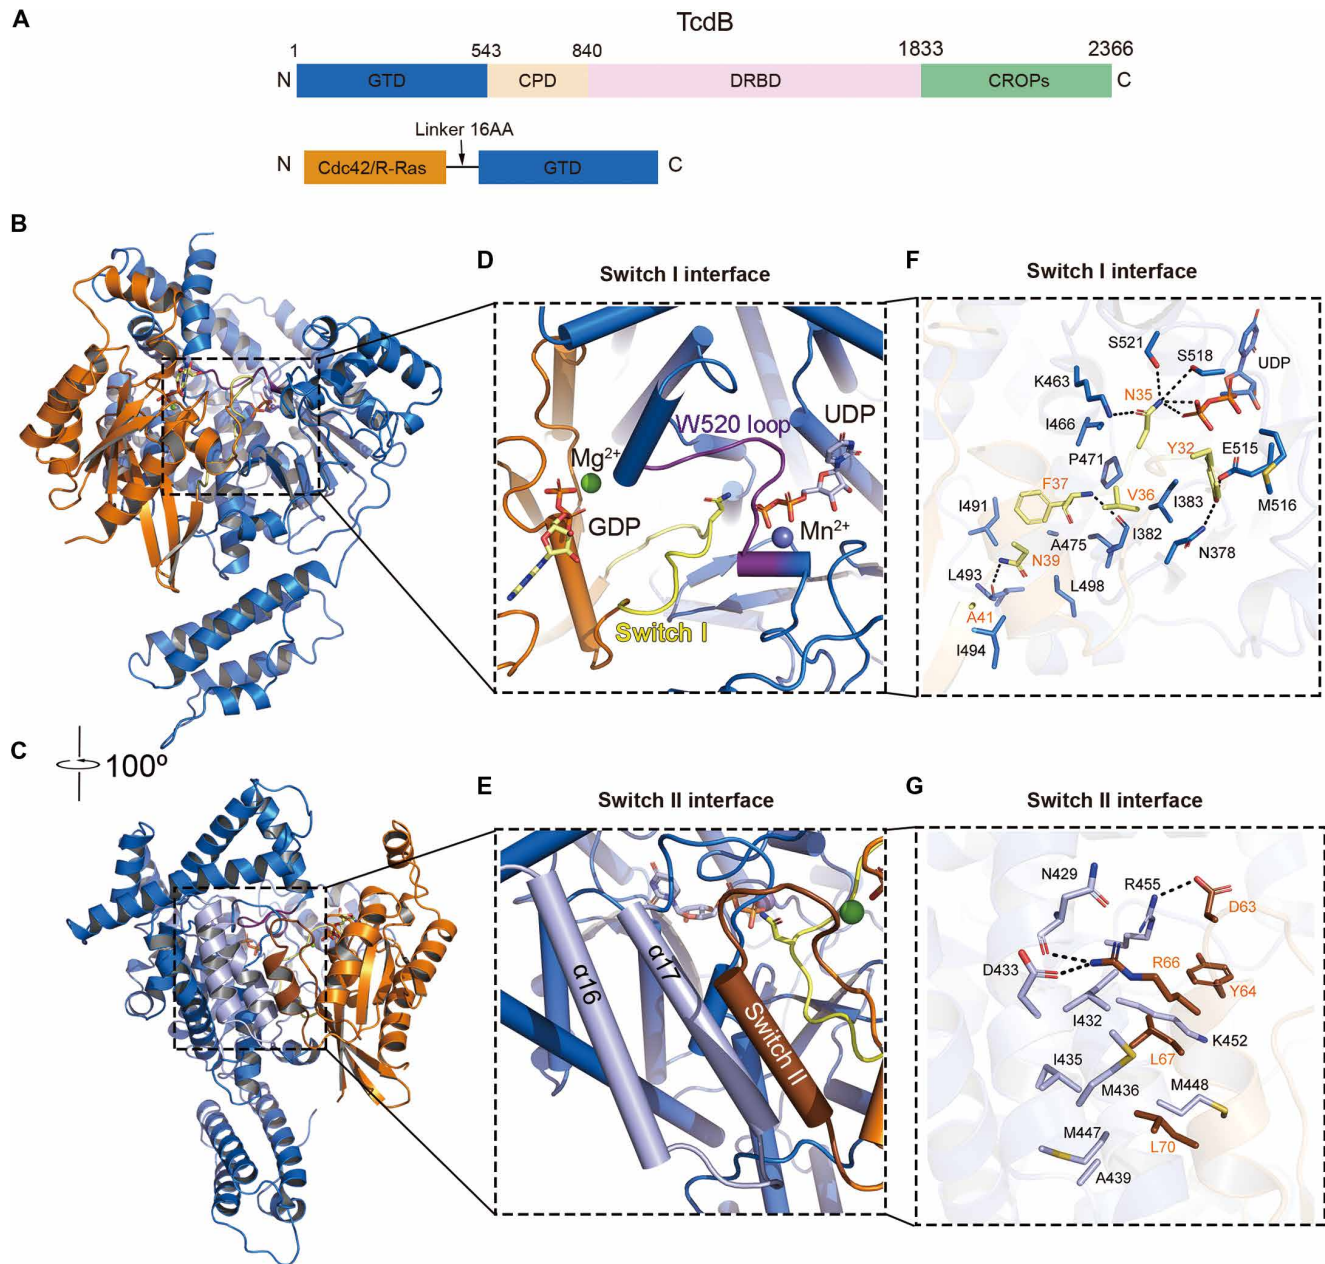 A
TcdB
1 543 840 1833 2366
N GTD CPD DRBD CROPs C
Linker 16AA
N Cdc42/R-Ras GTD C
B
D
Switch I interface
W520 loop
UDP
Mg2+
GDP
Mn2+
Switch I
F
Switch I interface
S521
S518
UDP
K463
N35
I466
P471
Y32
E515
F37
V36
I383
M516
I491
A475
I382
N39
N378
L493
L498
A41
I494
C
100º
E
Switch II interface
α16
α17
Switch II
G
Switch II interface
N429
R455
D63
D433
R66
Y64
I432
K452
I435
L67
M436
M448
M447
L70
A439